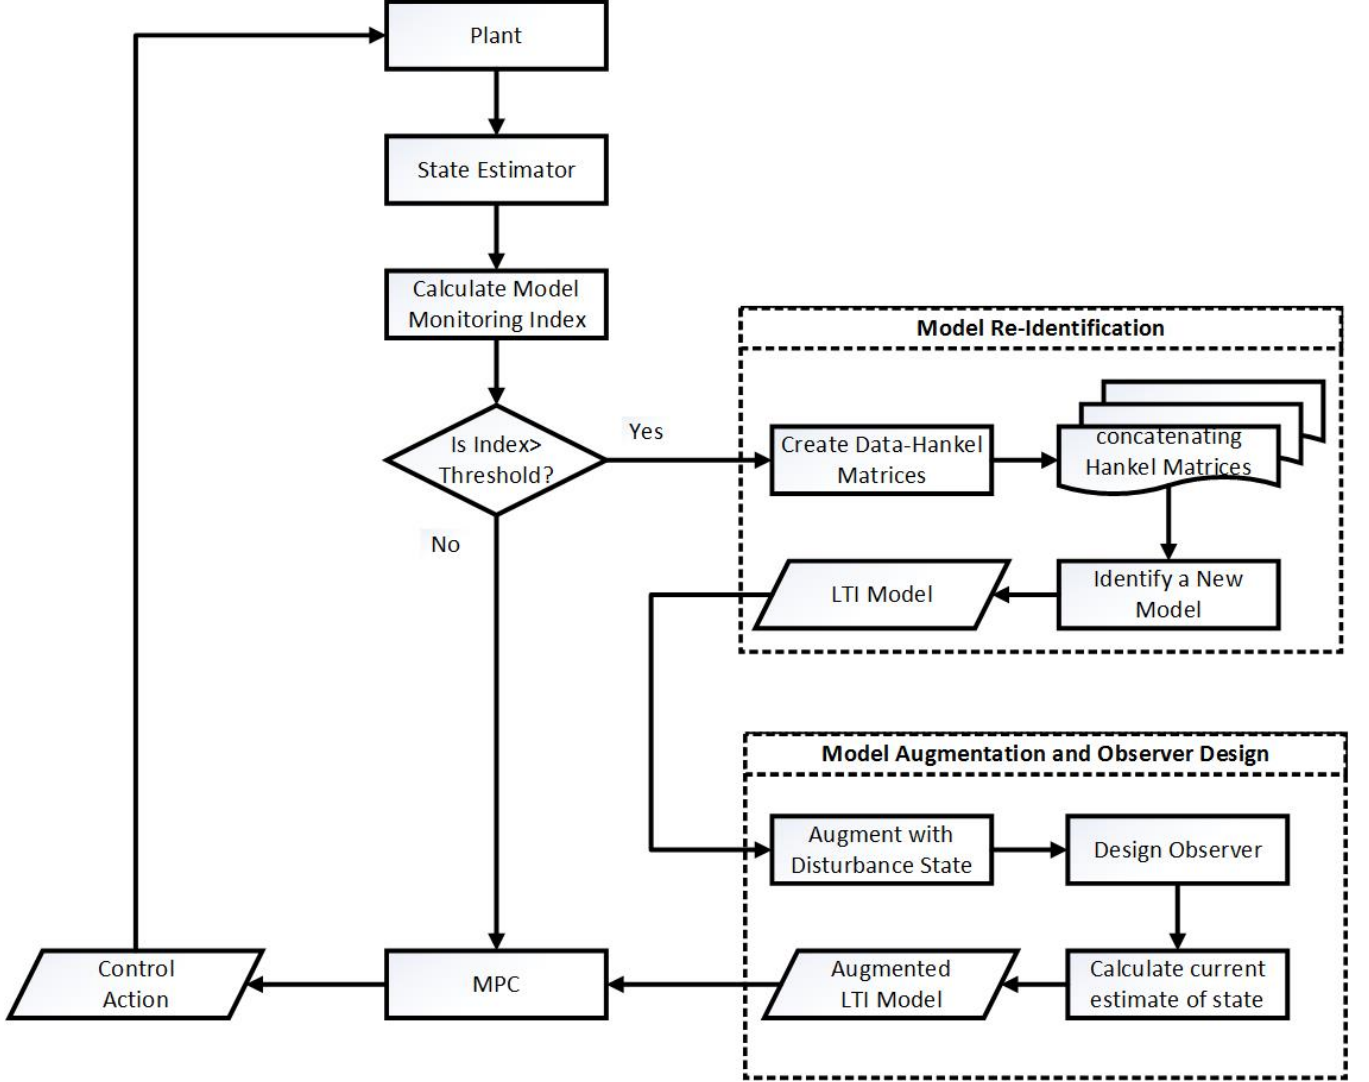 Plant
State Estimator
Calculate Model
Monitoring Index
Is Index>
Threshold?
Yes
No
Model Re-Identification
Create Data-Hankel
Matrices
concatenating
Hankel Matrices
Identify a New
Model
LTI Model
Model Augmentation and Observer Design
Augment with
Disturbance State
Design Observer
Calculate current
estimate of state
Augmented
LTI Model
MPC
Control
Action